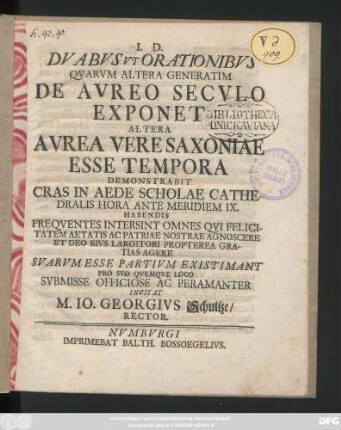 I. D.
DVABVS VT ORATIONIBVS
QVARVM ALTERA GENERATIM
DE AVREO SECVLO
EXPONET
BIBLIOTHECA
PONICKAVIANA
ALTERA
AVREA VERE SAXONIAE
ESSE TEMPORA
DEMONSTRABIT
CRAS IN AEDE SCHOLAE CATHE-
DRALIS HORA ANTE MERIDIEM IX.
HABENDIS
FREQVENTES INTERSINT OMNES QVI FELICI-
TATEM AETATIS AC PATRIAE NOSTRAE AGNOSCERE
ET DEO EIVS LARGITORI PROPTEREA GRA-
TIAS AGERE
SVARVM ESSE PARTIVM EXISTIMANT
PRO SVO QVEMQVE LOCO
SVBMISSE OFFICIOSE AC PERAMANTER
INVITAT
M. IO. GEORGIVS Schultze/
RECTOR.
NVMBVRGI
IMPRIMEBAT BALTH. BOSSOEGELIVS.